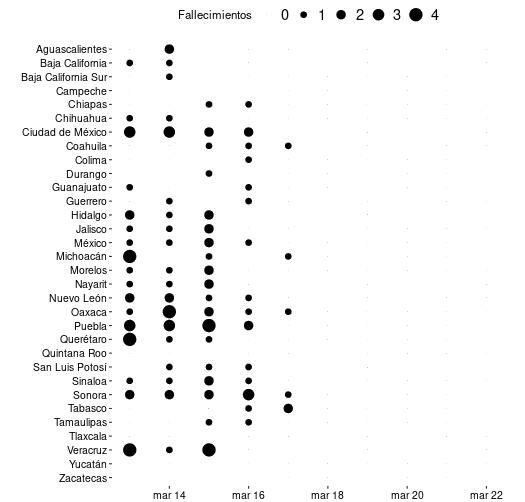 Fallecimientos 0 1 2 3 4
Aguascalientes
Baja California
Baja California Sur
Campeche
Chiapas
Chihuahua
Ciudad de México
Coahuila
Colima
Durango
Guanajuato
Guerrero
Hidalgo
Jalisco
México
Michoacán
Morelos
Nayarit
Nuevo León
Oaxaca
Puebla
Querétaro
Quintana Roo
San Luis Potosí
Sinaloa
Sonora
Tabasco
Tamaulipas
Tlaxcala
Veracruz
Yucatán
Zacatecas
mar 14 mar 16 mar 18 mar 20 mar 22